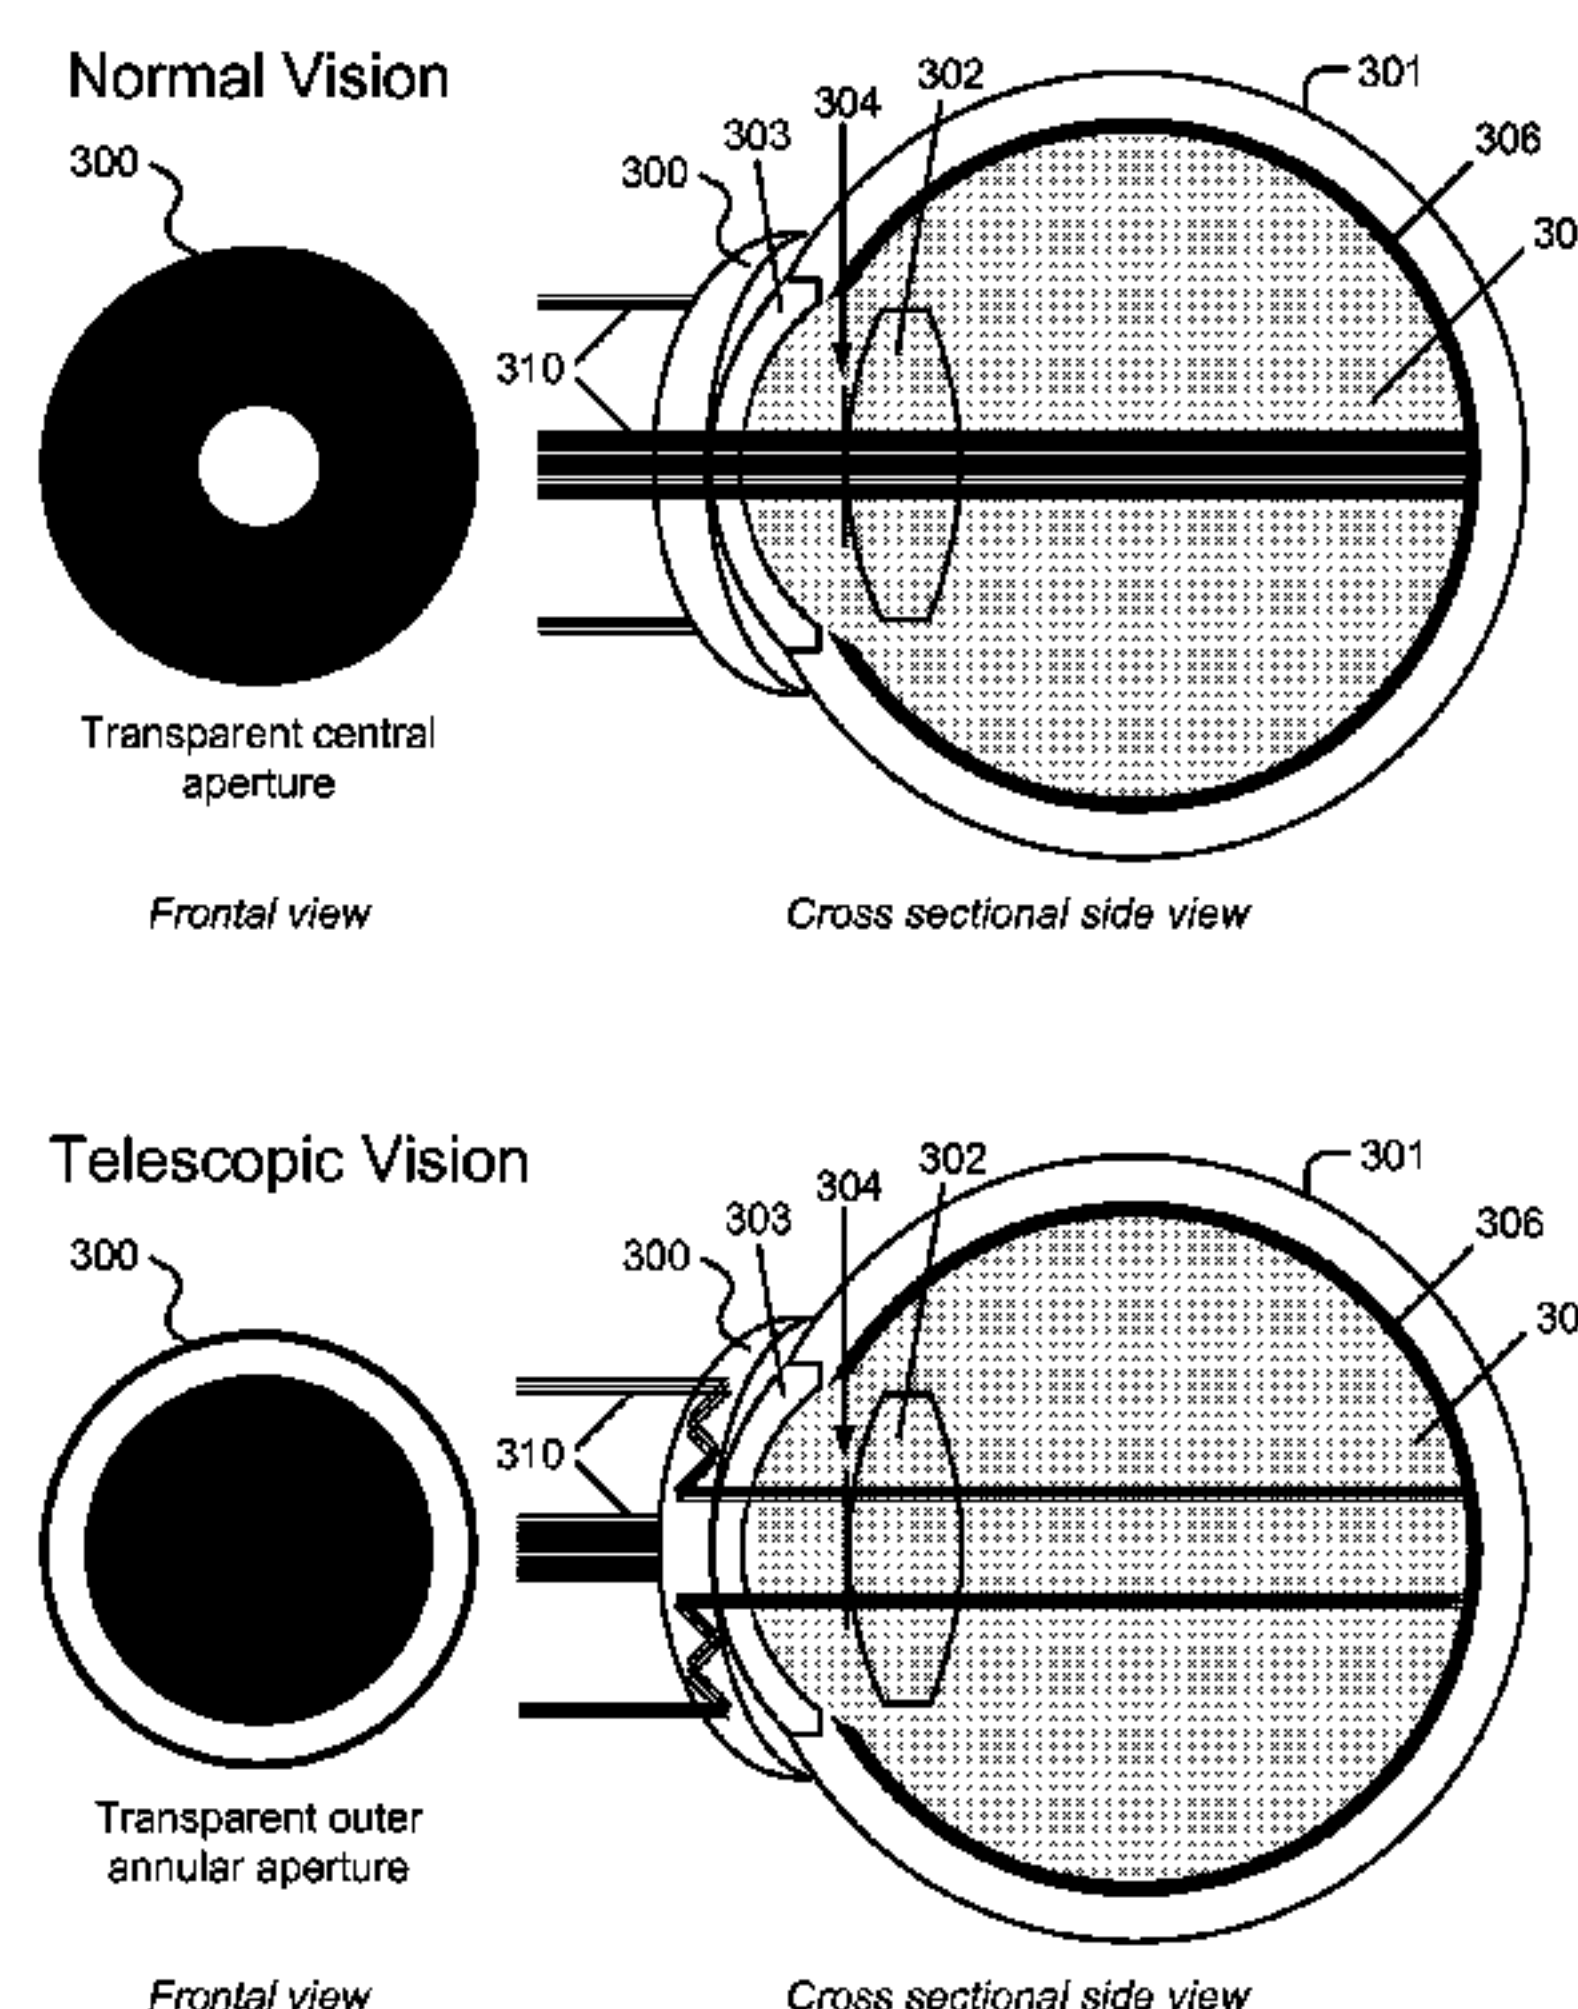 Normal Vision
300
302
304
303
300
301
306
30
310
Transparent central
aperture
Frontal view
Cross sectional side view
Telescopic Vision
300
302
304
303
300
301
306
30
310
Transparent outer
annular aperture
Frontal view
Cross sectional side view